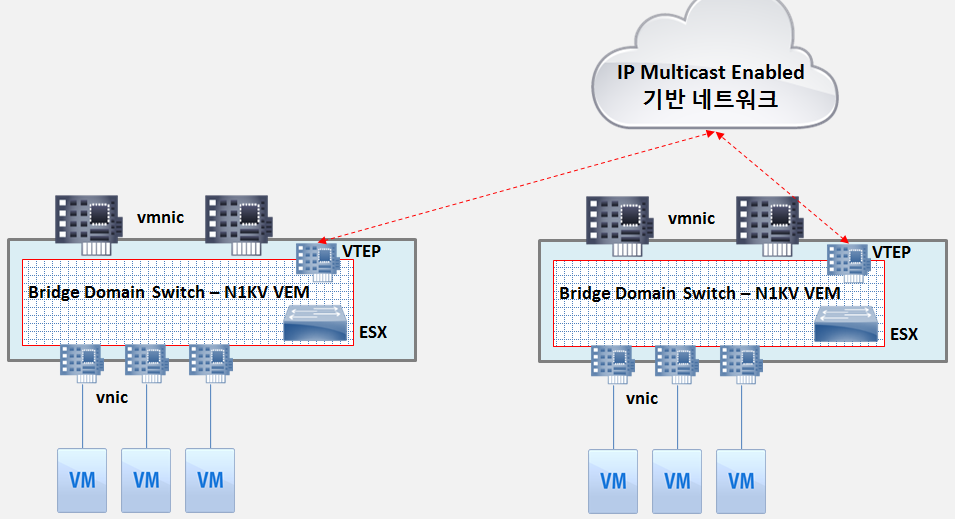 IP Multicast Enabled
기반 네트워크
vmnic
vmnic
VTEP
VTEP
Bridge Domain Switch – N1KV VEM
Bridge Domain Switch – N1KV VEM
ESX
ESX
vnic
vnic
VM
VM
VM
VM
VM
VM